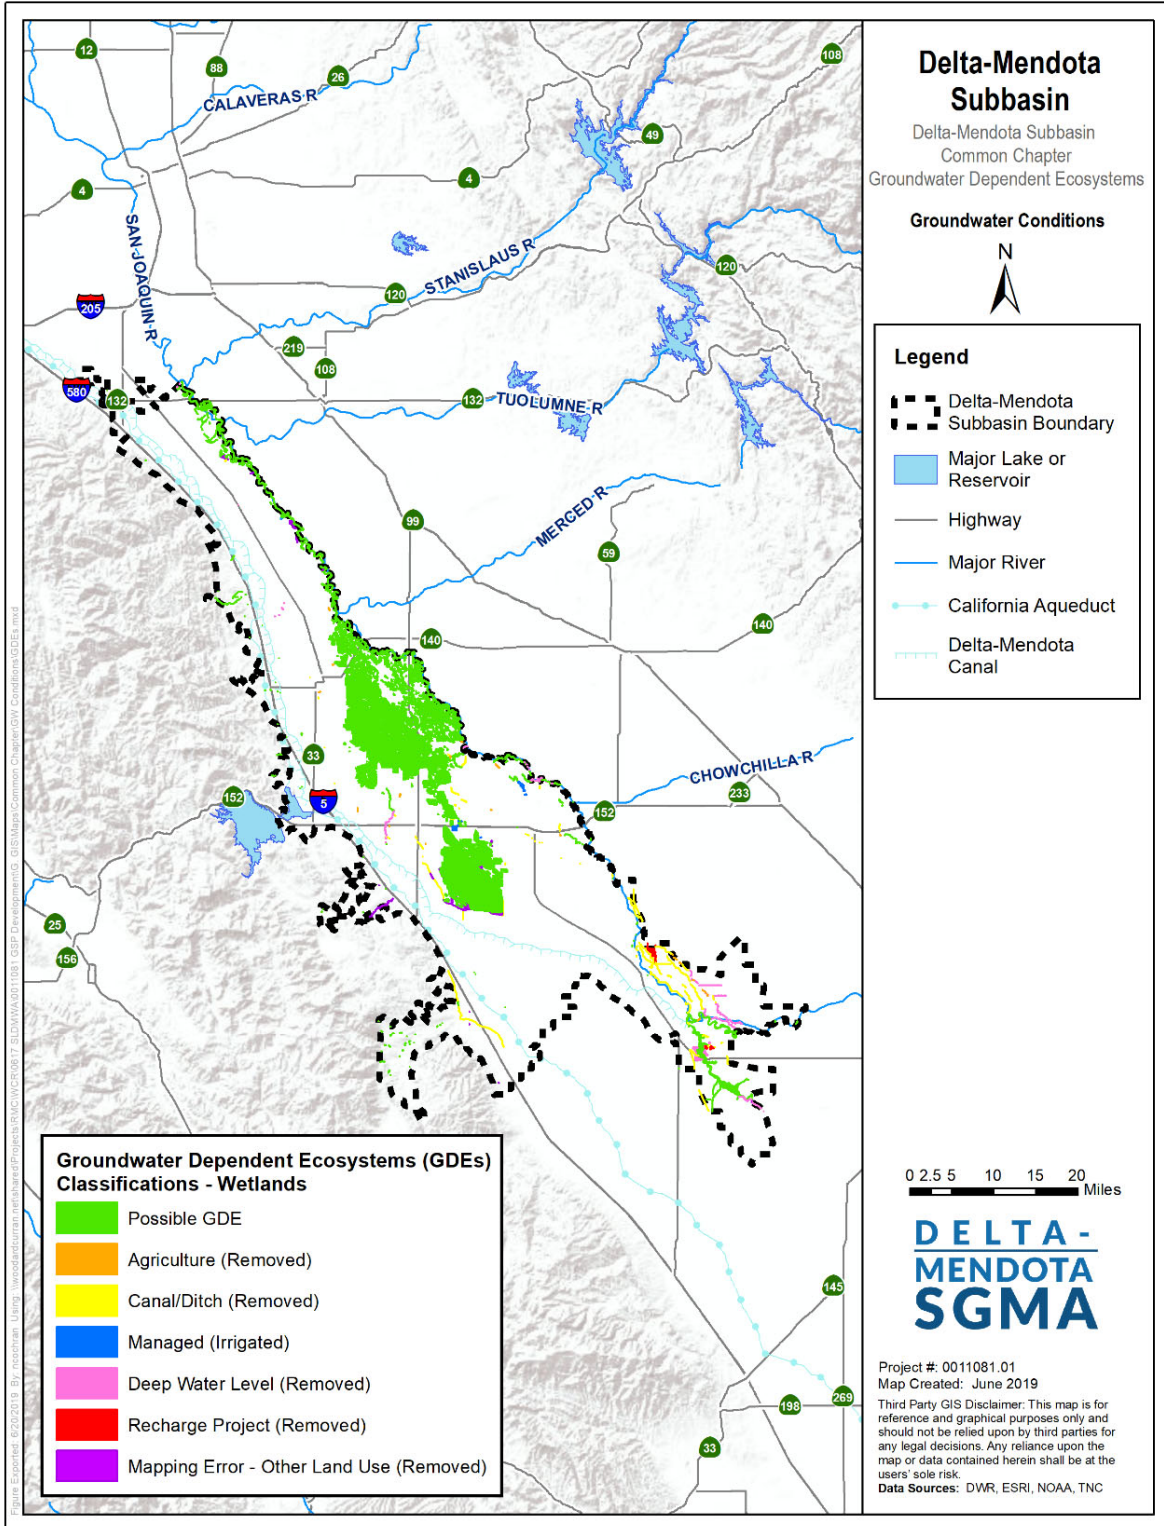 Delta-Mendota
Subbasin
Delta-Mendota Subbasin
Common Chapter
Groundwater Dependent Ecosystems
Groundwater Conditions
N
Legend
Delta-Mendota
Subbasin Boundary
Major Lake or
Reservoir
Highway
Major River
California Aqueduct
Delta-Mendota
Canal
12
88
26
108
CALAVERAS R
49
4
4
SAN JOAQUIN R
STANISLAUS R
120
120
205
219
108
580
132
132
TUOLUMNE R
MERCED R
99
59
140
140
33
CHOWCHILLA R
233
152
5
152
25
156
145
269
198
33
Groundwater Dependent Ecosystems (GDEs)
Classifications - Wetlands
Possible GDE
Agriculture (Removed)
Canal/Ditch (Removed)
Managed (Irrigated)
Deep Water Level (Removed)
Recharge Project (Removed)
Mapping Error - Other Land Use (Removed)
0 2.5 5 10 15 20
Miles
DELTA-
MENDOTA
SGMA
Project #: 0011081.01
Map Created: June 2019
Third Party GIS Disclaimer: This map is for
reference and graphical purposes only and
should not be relied upon by third parties for
any legal decisions. Any reliance upon the
map or data contained herein shall be at the
users' sole risk.
Data Sources: DWR, ESRI, NOAA, TNC